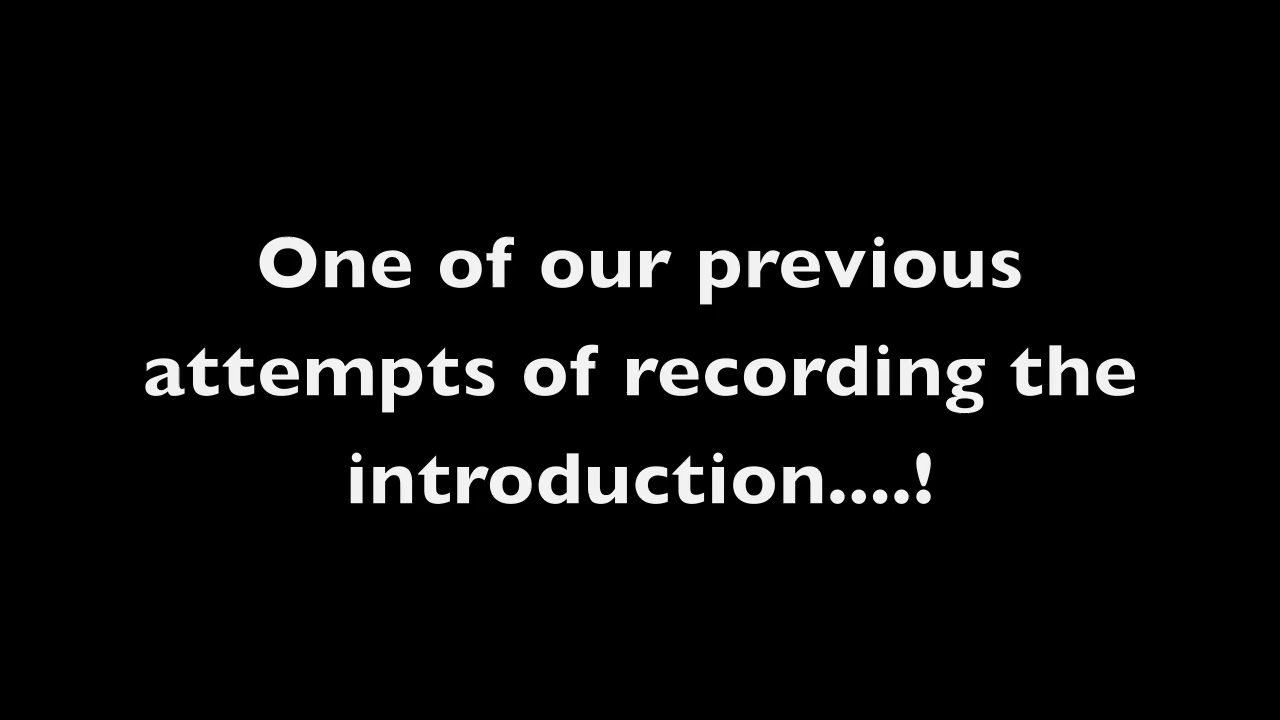 One of our previous
attempts of recording the
introduction....!